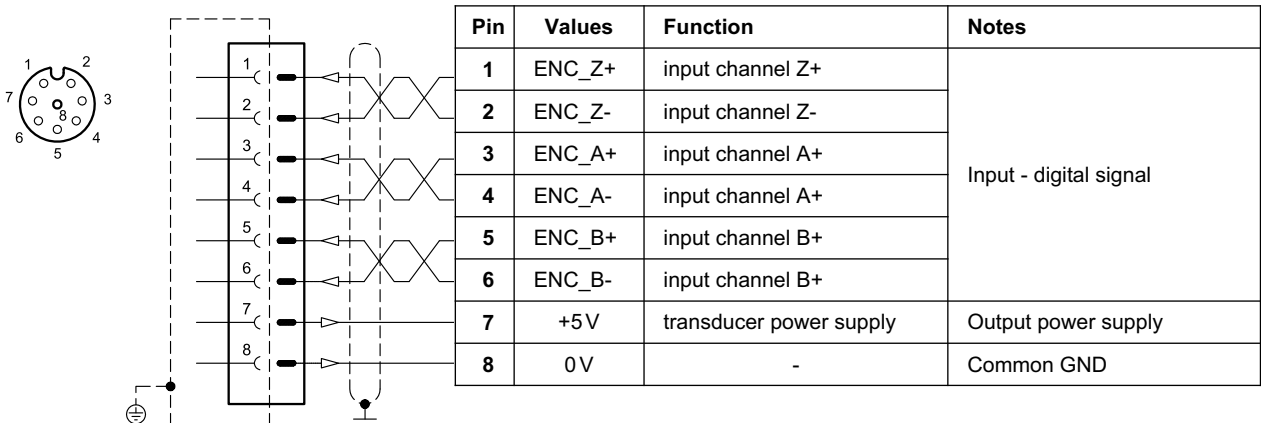 Pin Values Function Notes
1 ENC_Z+ input channel Z+
2 ENC_Z- input channel Z-
3 ENC_A+ input channel A+
4 ENC_A- input channel A+
Input - digital signal
5 ENC_B+ input channel B+
6 ENC_B- input channel B+
7 +5V transducer power supply Output power supply
8 0V - Common GND
1 2
7 3
8
6 4
5
1
2
3
4
5
6
7
8